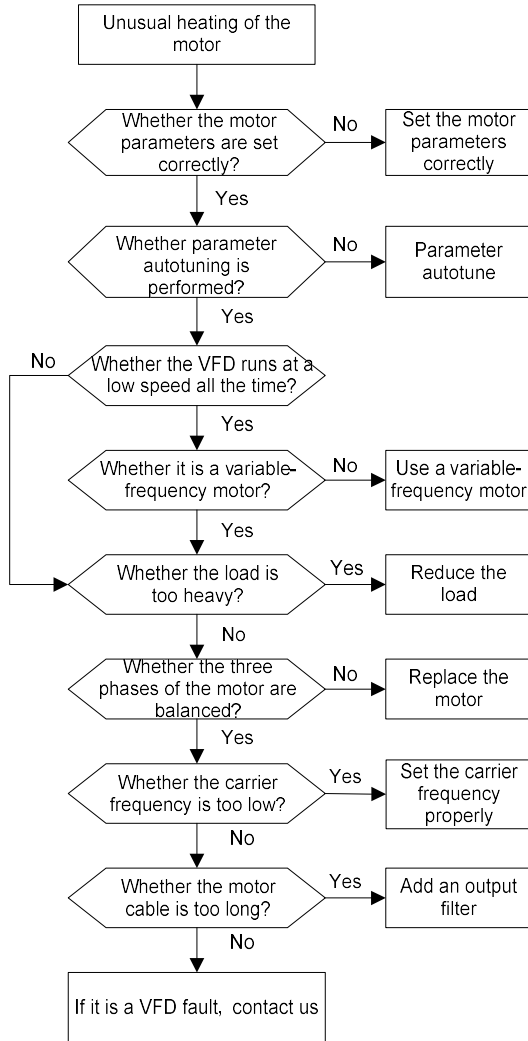 Unusual heating of the
motor
Whether the motor
parameters are set
correctly?
No
Set the motor
parameters
correctly
Yes
Whether parameter
autotuning is
performed?
No
Parameter
autotune
Yes
No
Whether the VFD runs at a
low speed all the time?
Yes
Whether it is a variable-
frequency motor?
No
Use a variable-
frequency motor
Yes
Whether the load is
too heavy?
Yes
Reduce the
load
No
Whether the three
phases of the motor are
balanced?
No
Replace the
motor
Yes
Whether the carrier
frequency is too low?
Yes
Set the carrier
frequency
properly
No
Whether the motor
cable is too long?
Yes
Add an output
filter
No
If it is a VFD fault, contact us